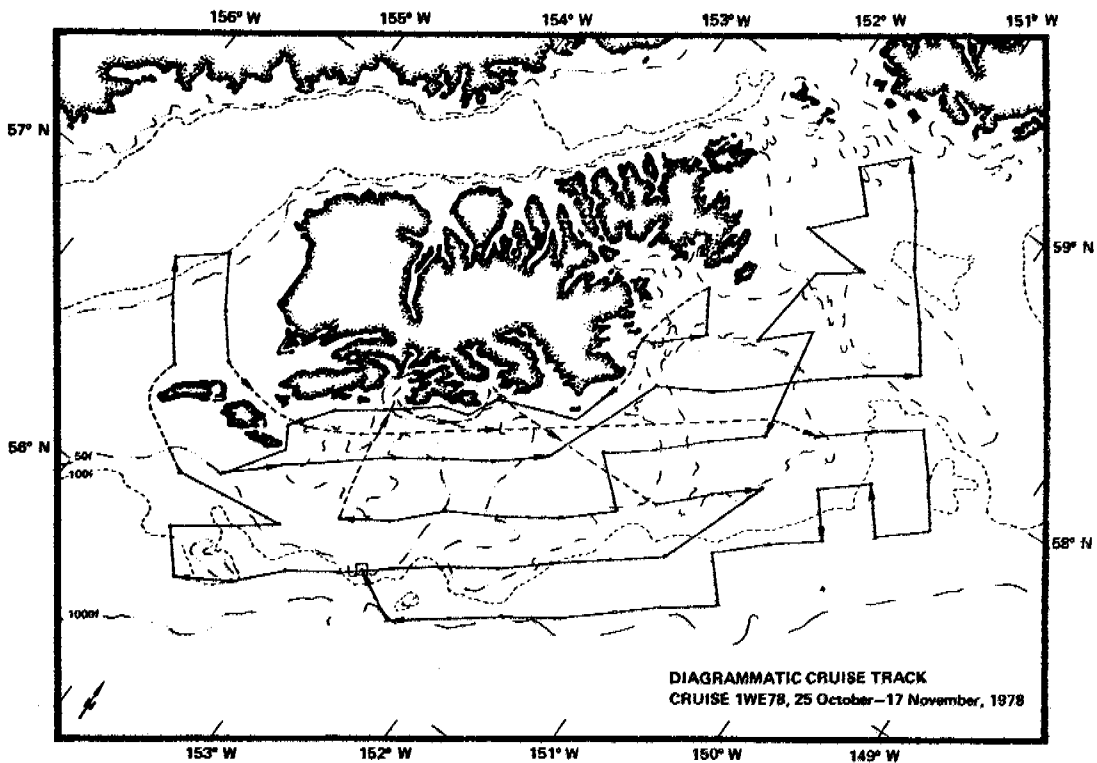 156° W 155° W 154° W 153° W 152° W 151° W
57° N
59° N
56° N
50f
100f
58° N
1000f
DIAGRAMMATIC CRUISE TRACK
CRUISE 1WE78, 25 October–17 November, 1978
153° W 152° W 151° W 150° W 149° W